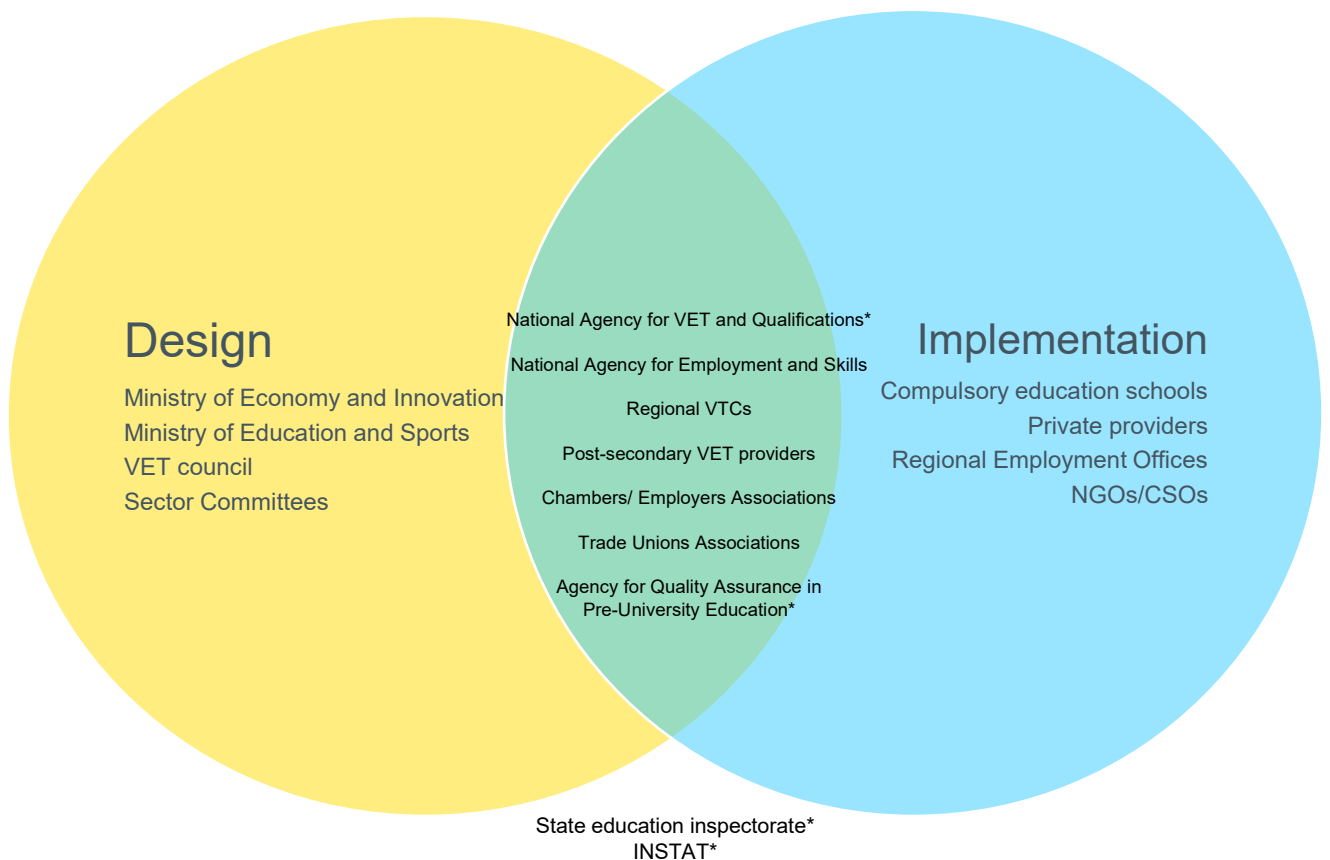 Design
Ministry of Economy and Innovation
Ministry of Education and Sports
VET council
Sector Committees
National Agency for VET and Qualifications*
National Agency for Employment and Skills
Regional VTCs
Post-secondary VET providers
Chambers/ Employers Associations
Trade Unions Associations
Agency for Quality Assurance in
Pre-University Education*
Implementation
Compulsory education schools
Private providers
Regional Employment Offices
NGOs/CSOs
State education inspectorate*
INSTAT*